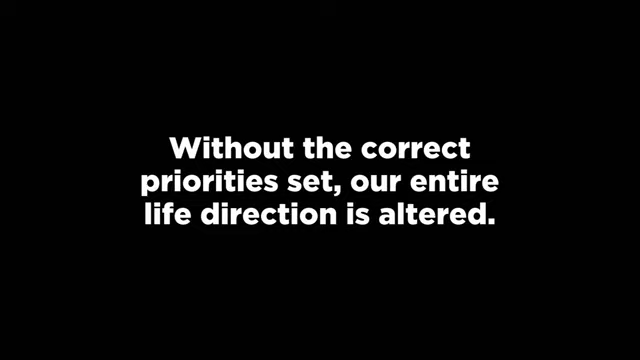 Without the correct
priorities set, our entire
life direction is altered.